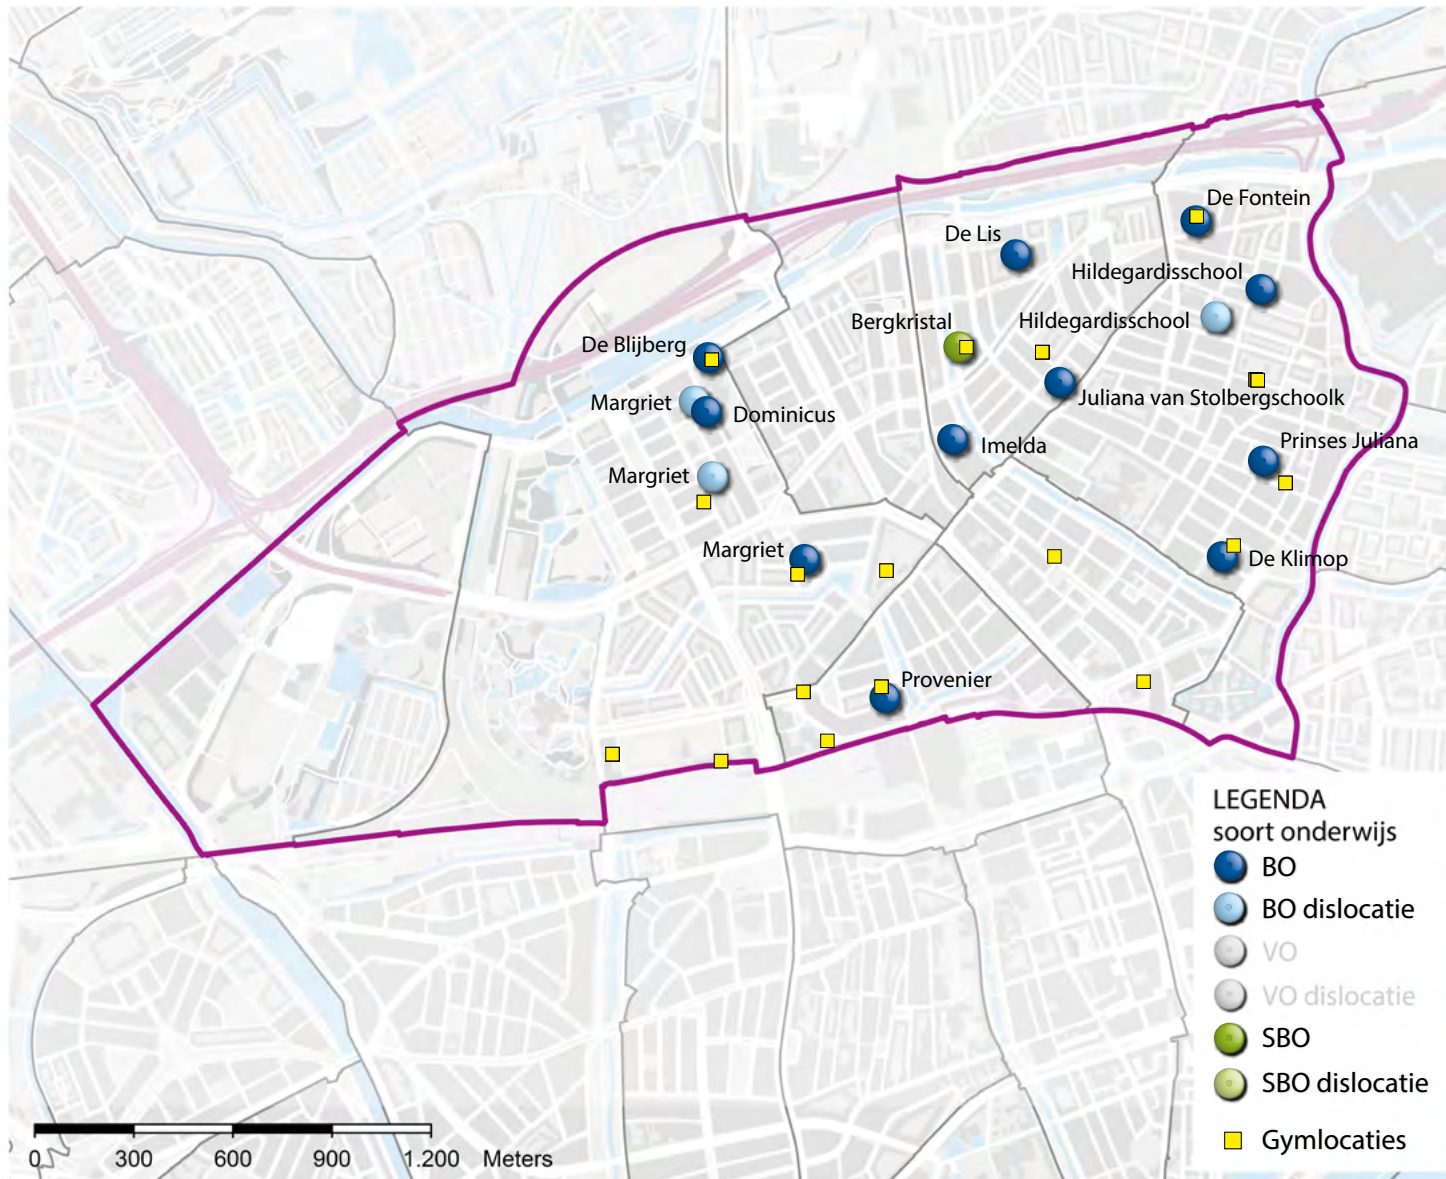 De Fontein
De Lis
Hildegardisschool
Bergkristal
Hildegardisschool
De Blijberg
Juliana van Stolbergschoolk
Margriet
Dominicus
Prinses Juliana
Imelda
Margriet
Margriet
De Klimop
Provenier
LEGENDA
soort onderwijs
BO
BO dislocatie
VO
VO dislocatie
SBO
SBO dislocatie
Gymlocaties
0 300 600 900 1.200 Meters